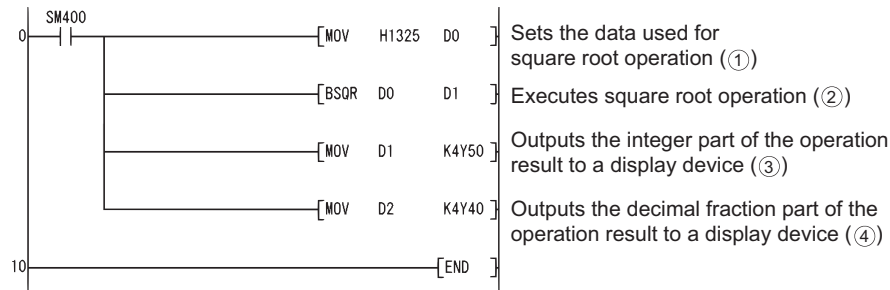 SM400
0 MOV H1325 D0 Sets the data used for
square root operation (①)
BSQR D0 D1 Executes square root operation (②)
MOV D1 K4Y50 Outputs the integer part of the operation
result to a display device (③)
MOV D2 K4Y40 Outputs the decimal fraction part of the
operation result to a display device (④)
10 END